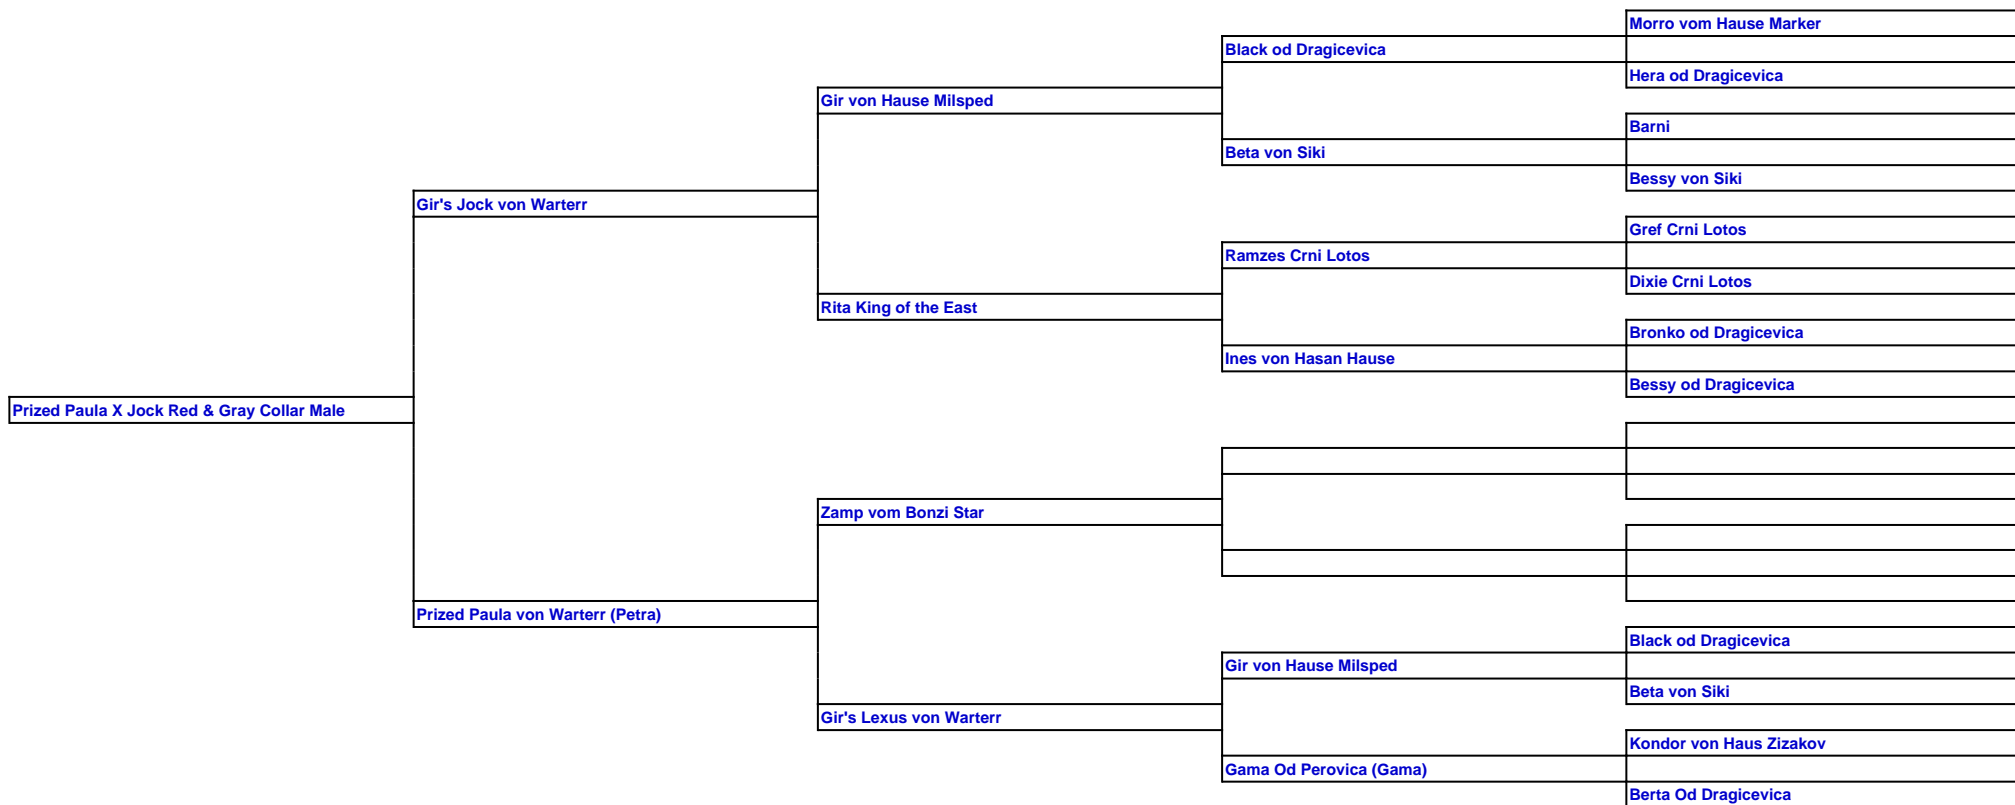 Morro vom Hause Marker
Black od Dragicevica
Hera od Dragicevica
Gir von Hause Milsped
Barni
Beta von Siki
Bessy von Siki
Gir's Jock von Warterr
Gref Crni Lotos
Ramzes Crni Lotos
Dixie Crni Lotos
Rita King of the East
Bronko od Dragicevica
Ines von Hasan Hause
Bessy od Dragicevica
Prized Paula X Jock Red & Gray Collar Male
Zamp vom Bonzi Star
Prized Paula von Warterr (Petra)
Black od Dragicevica
Gir von Hause Milsped
Beta von Siki
Gir's Lexus von Warterr
Kondor von Haus Zizakov
Gama Od Perovica (Gama)
Berta Od Dragicevica